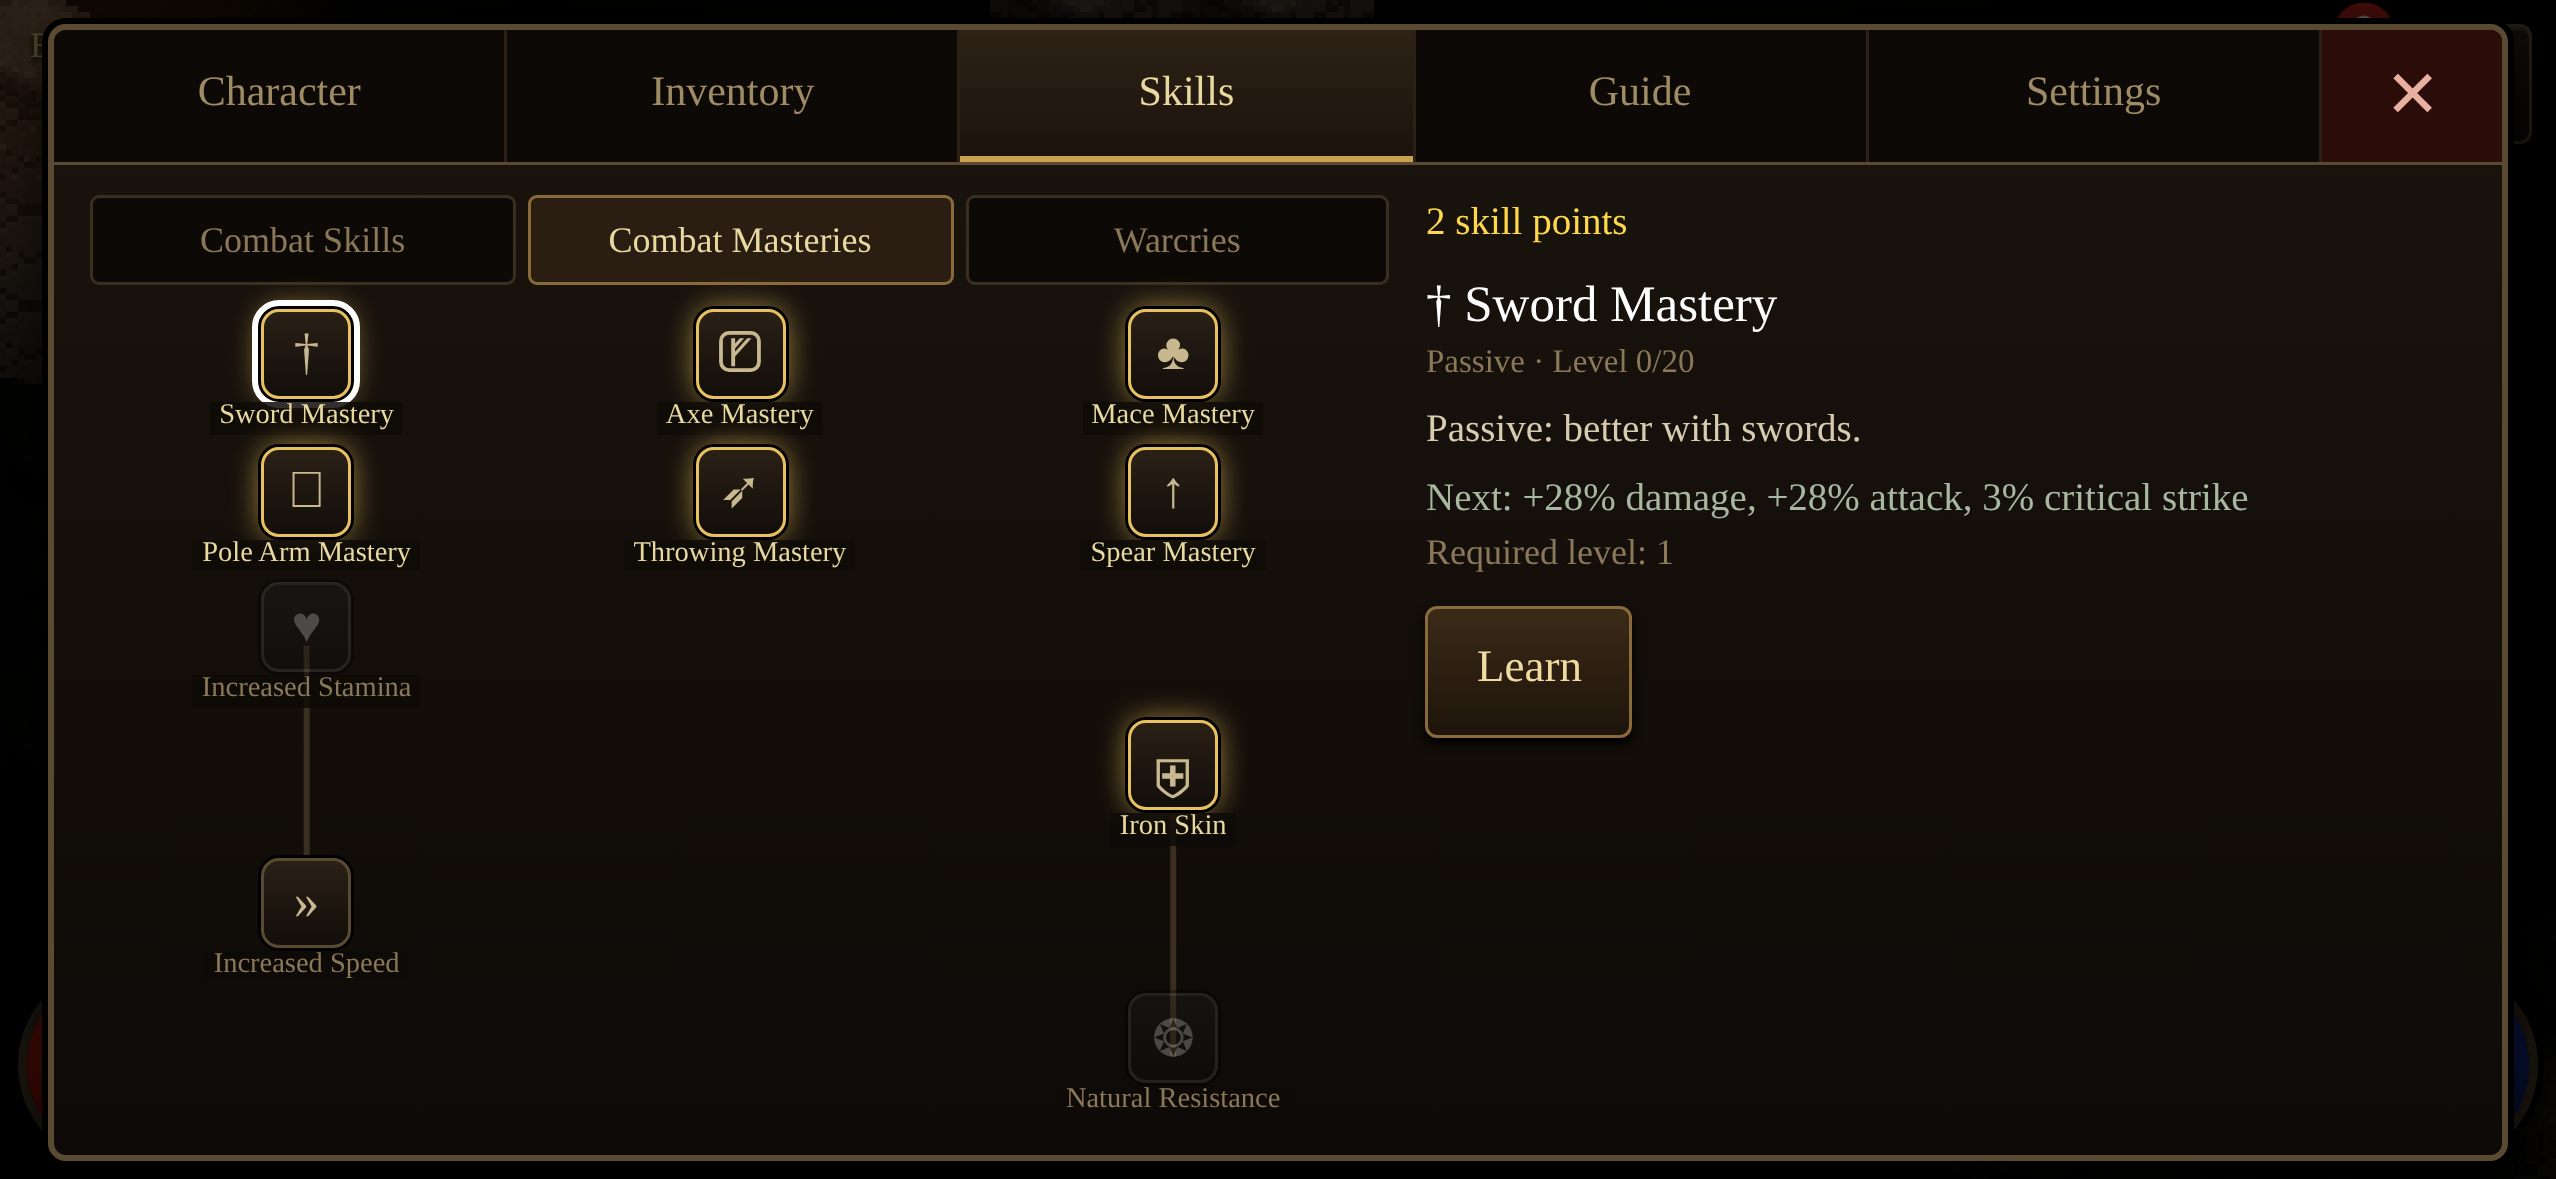 Character Inventory Skills Guide Settings ✕
Combat Skills Combat Masteries Warcries
Sword Mastery Axe Mastery Mace Mastery
Pole Arm Mastery Throwing Mastery Spear Mastery
Increased Stamina
Iron Skin
Increased Speed
Natural Resistance
2 skill points
† Sword Mastery
Passive · Level 0/20
Passive: better with swords.
Next: +28% damage, +28% attack, 3% critical strike
Required level: 1
Learn